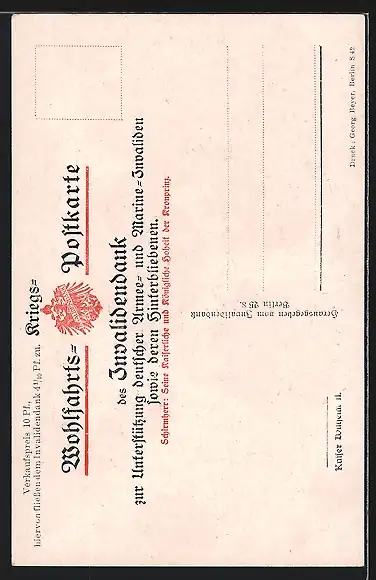 Verkaufspreis 10 Pf.,
hiervon fließen dem Invalidendank 4¹/₁₀ Pf. zu.
Kriegs=
Wohlfahrts= Postkarte
des Invalidendank
zur Unterstützung deutscher Armee= und Marine=Invaliden
sowie deren Hinterbliebenen.
Schirmherr: Seine Kaiserliche und Königliche Hoheit der Kronprinz.
Herausgegeben vom Invalidendank
Berlin W 8.
Kaiser Wilhelm II.
Druck: Georg Beyer, Berlin S 42